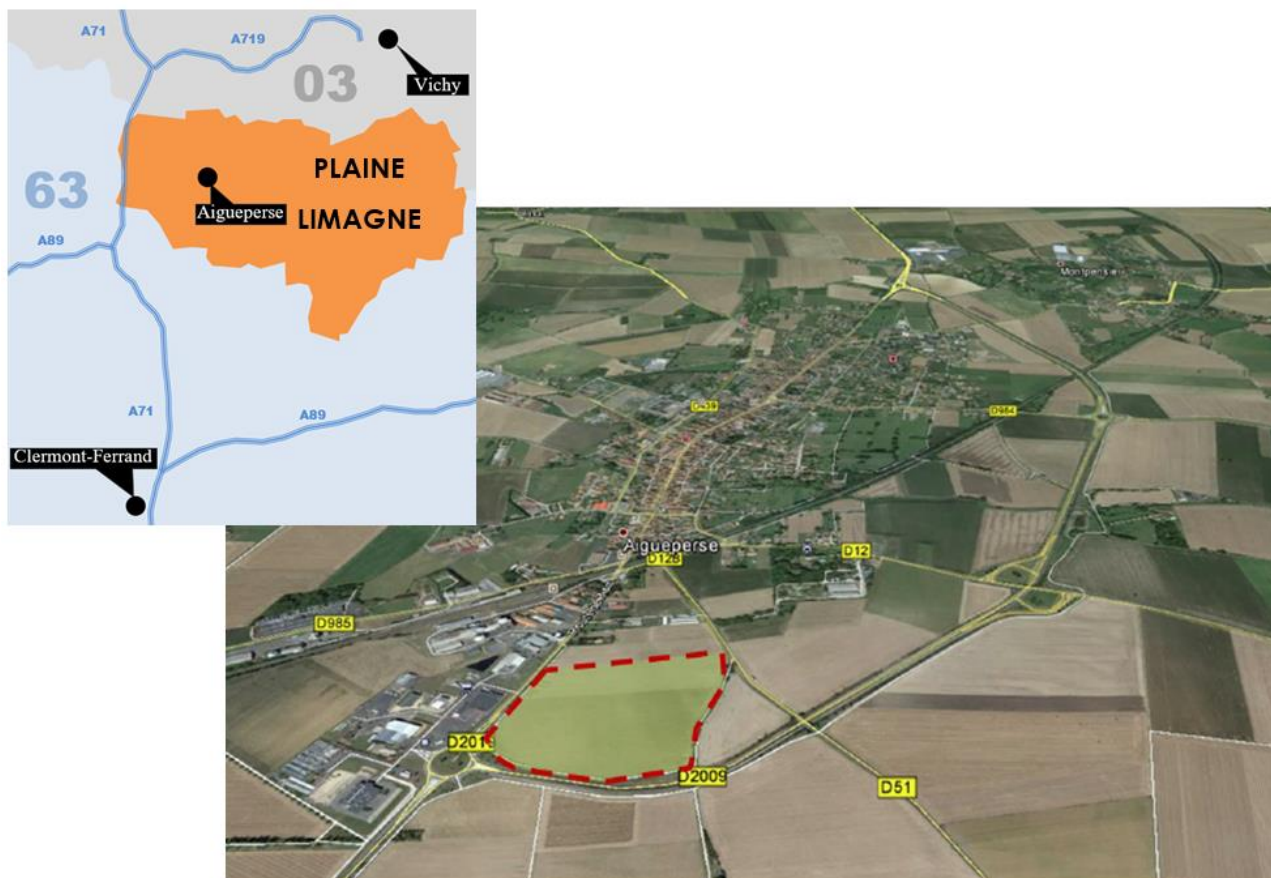 A71
A719
Vichy
03
PLAINE
63
Aigueperse
LIMAGNE
A89
A71
A89
Clermont-Ferrand
Montpensier
D984
Aigueperse
D12
D985
D2009
D51